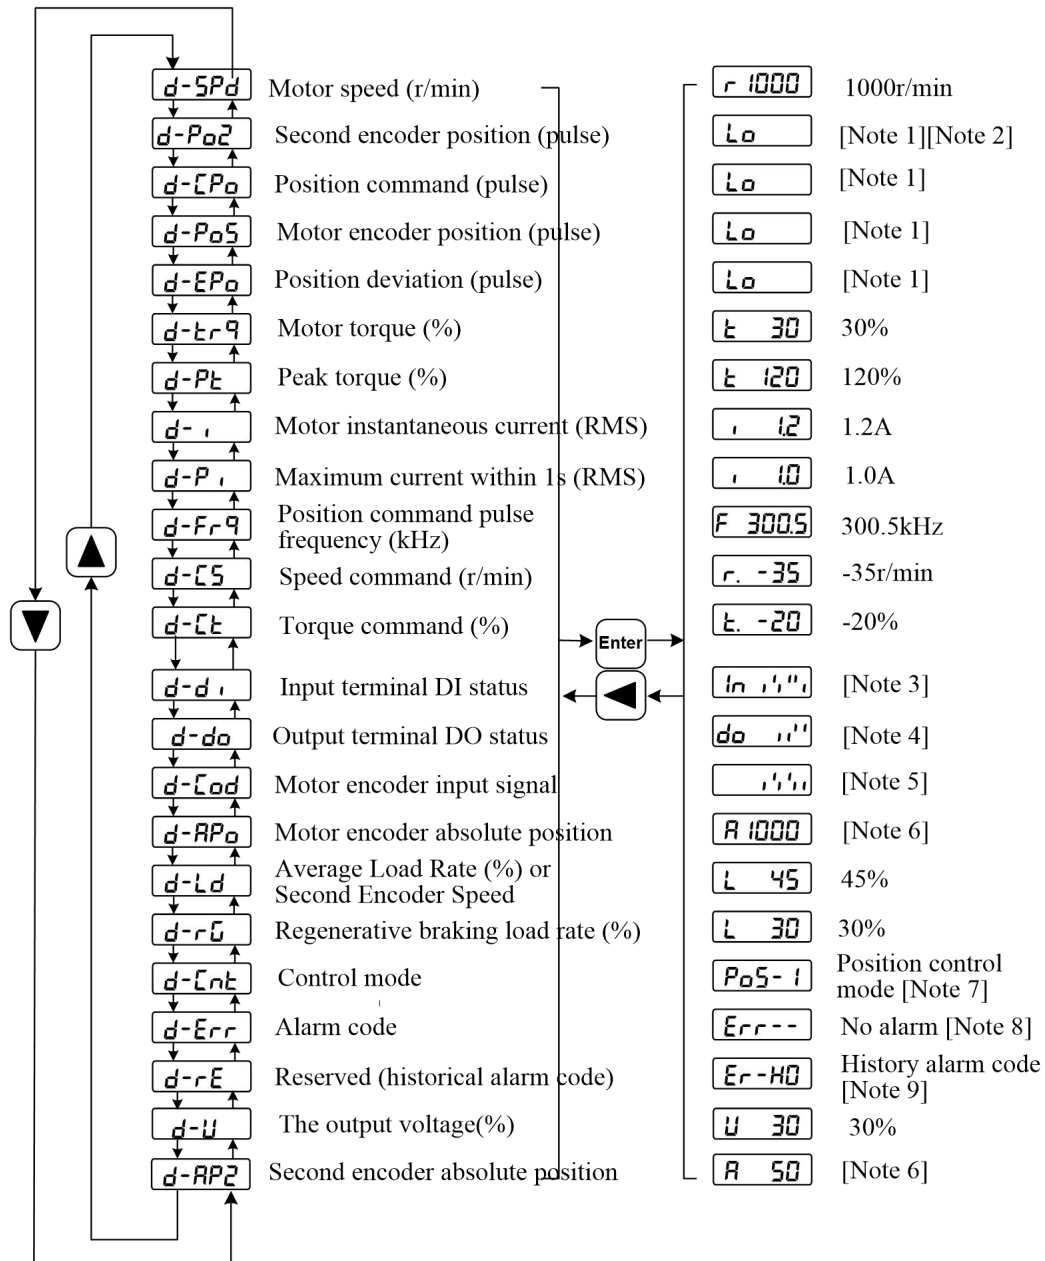 d-SPd Motor speed (r/min) r 1000 1000r/min
d-Po2 Second encoder position (pulse) Lo [Note 1][Note 2]
d-CPo Position command (pulse) Lo [Note 1]
d-PoS Motor encoder position (pulse) Lo [Note 1]
d-EPo Position deviation (pulse) Lo [Note 1]
d-trq Motor torque (%) t 30 30%
d-Pt Peak torque (%) t 120 120%
d-i Motor instantaneous current (RMS) i 1.2 1.2A
d-Pi Maximum current within 1s (RMS) i 1.0 1.0A
d-Frq Position command pulse
frequency (kHz) F 300.5 300.5kHz
d-CS Speed command (r/min) r. -35 -35r/min
d-Ct Torque command (%) t. -20 -20%
Enter
d-di Input terminal DI status In [Note 3]
d-do Output terminal DO status do [Note 4]
d-Cod Motor encoder input signal [Note 5]
d-APo Motor encoder absolute position A 1000 [Note 6]
d-Ld Average Load Rate (%) or
Second Encoder Speed L 45 45%
d-rG Regenerative braking load rate (%) L 30 30%
d-Cnt Control mode PoS-1 Position control
mode [Note 7]
d-Err Alarm code Err-- No alarm [Note 8]
d-rE Reserved (historical alarm code) Er-H0 History alarm code
[Note 9]
d-U The output voltage(%) U 30 30%
d-AP2 Second encoder absolute position A 50 [Note 6]